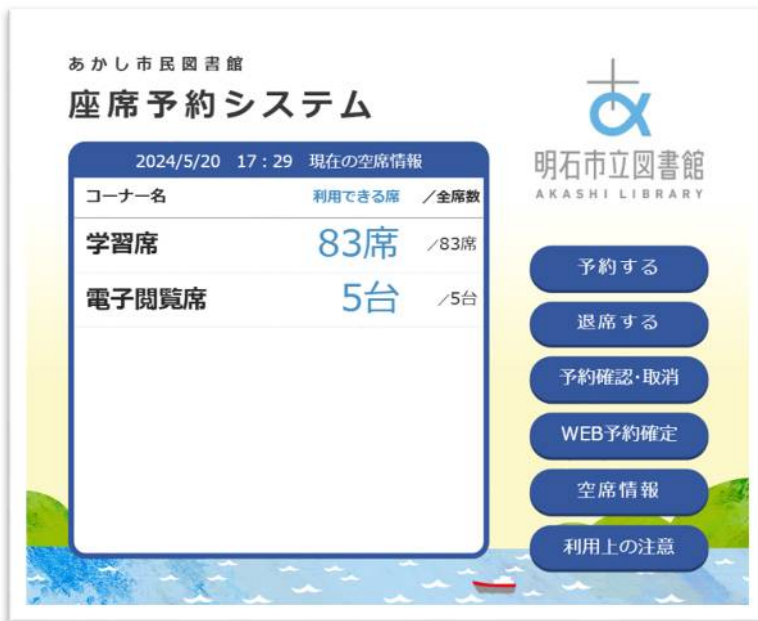 あかし市民図書館
座席予約システム
2024/5/20 17:29 現在の空席情報
コーナー名 利用できる席 /全席数
学習席 83席 /83席
電子閲覧席 5台 /5台
明石市立図書館
AKASHI LIBRARY
予約する
退席する
予約確認・取消
WEB予約確定
空席情報
利用上の注意